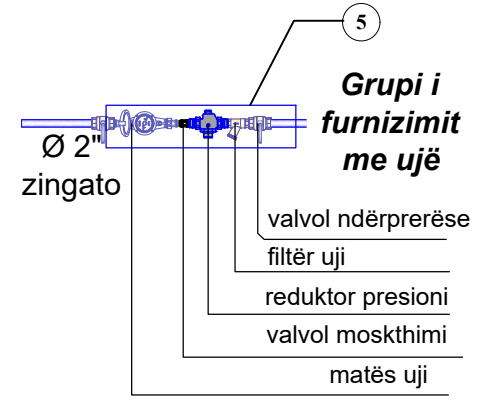 5
Grupi i
furnizimit
me ujë
Ø 2"
zingato
valvol ndërprerëse
filtër uji
reduktor presioni
valvol moskthimi
matës uji